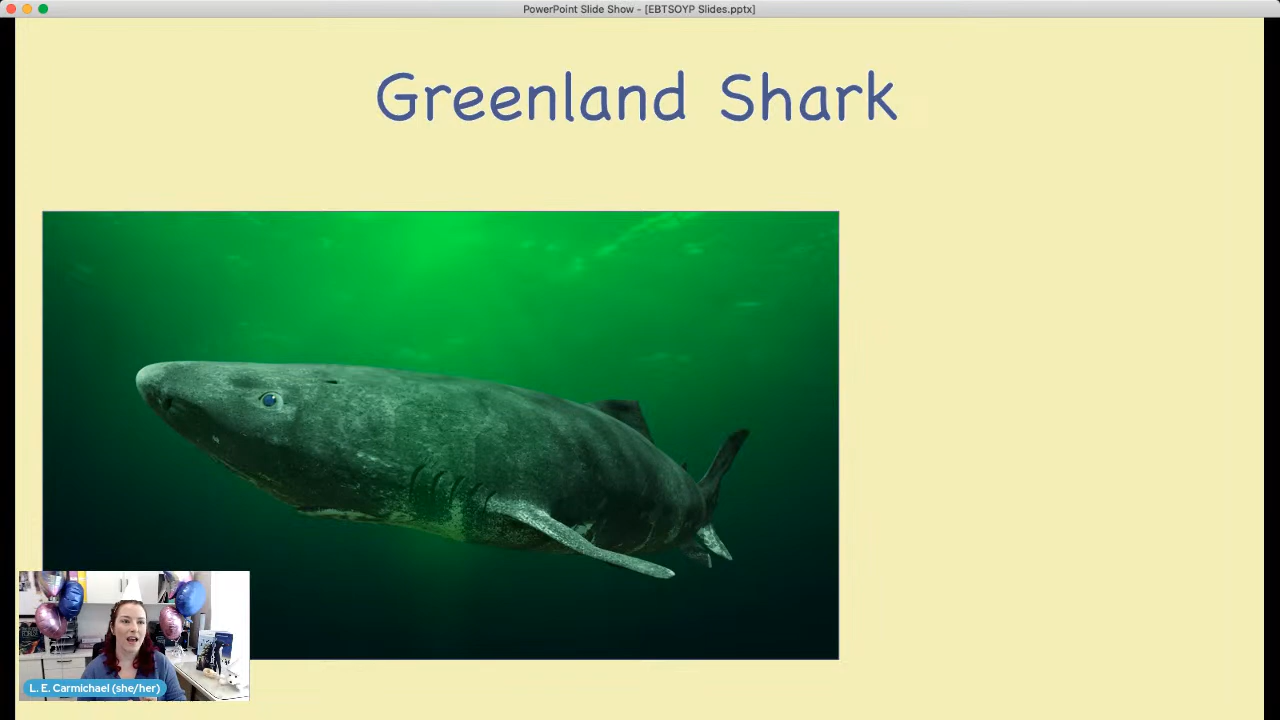 PowerPoint Slide Show - [EBTSOYP Slides.pptx]
Greenland Shark
L. E. Carmichael (she/her)